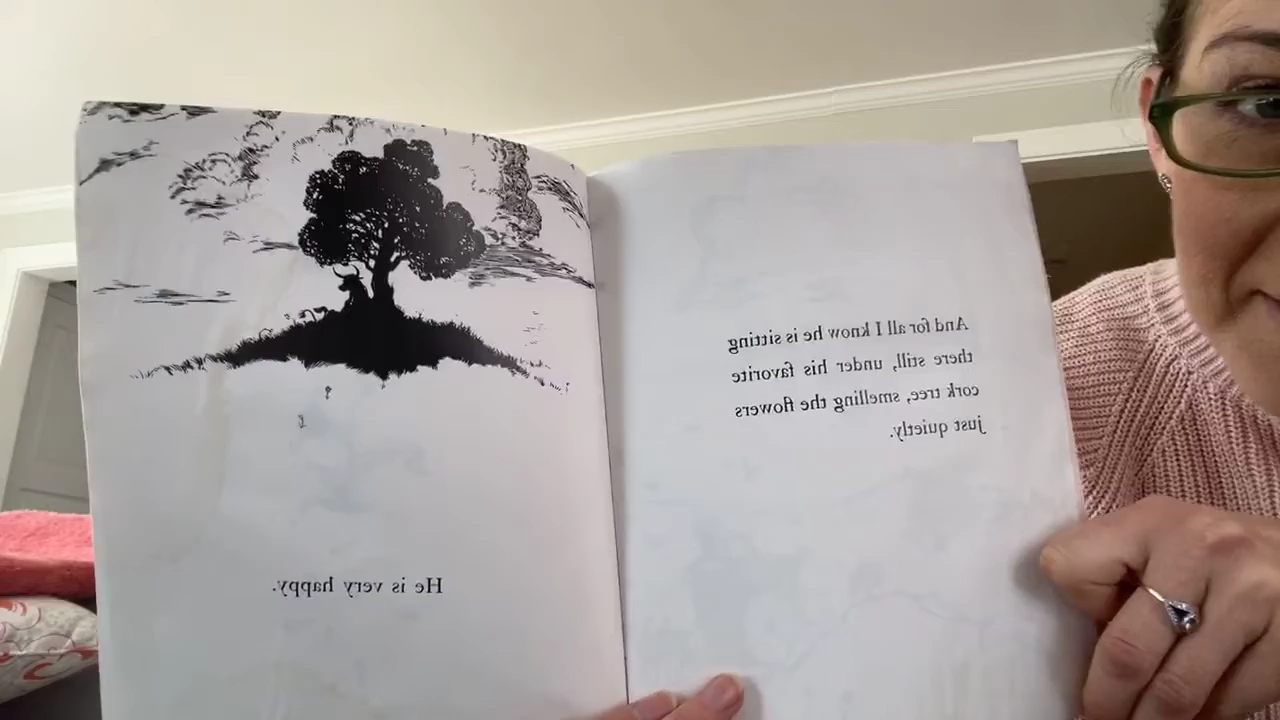 And for all I know he is sitting
there still, under his favorite
cork tree, smelling the flowers
just quietly.
He is very happy.